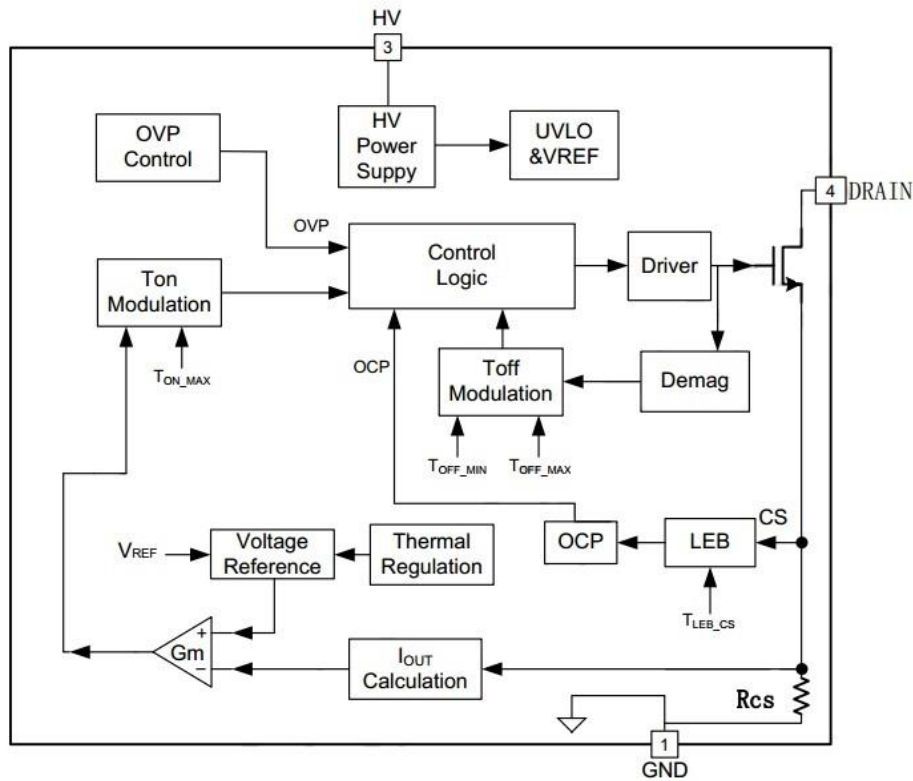 HV
3
OVP
Control
HV
Power
Suppy
UVLO
&VREF
4
DRAIN
OVP
Control
Logic
Driver
Ton
Modulation
TON_MAX
OCP
Toff
Modulation
Demag
TOFF_MIN
TOFF_MAX
CS
OCP
LEB
TLEB_CS
VREF
Voltage
Reference
Thermal
Regulation
+
Gm
−
IOUT
Calculation
Rcs
1
GND